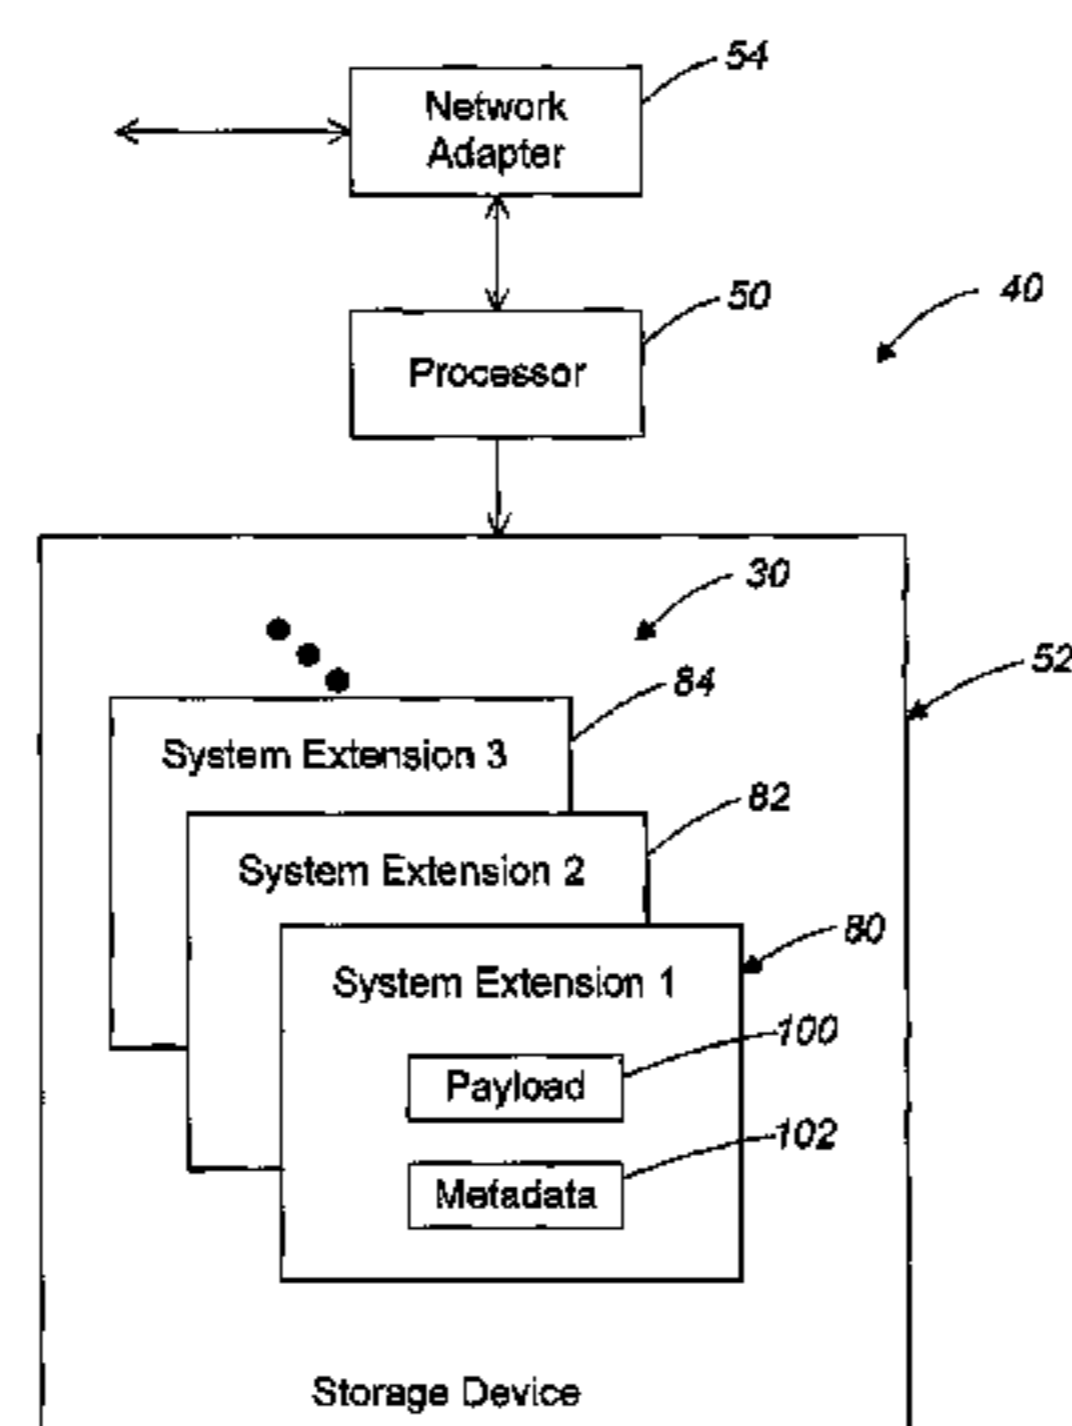 54
Network
Adapter
50
40
Processor
30
52
84
System Extension 3
82
System Extension 2
80
System Extension 1
100
Payload
102
Metadata
Storage Device